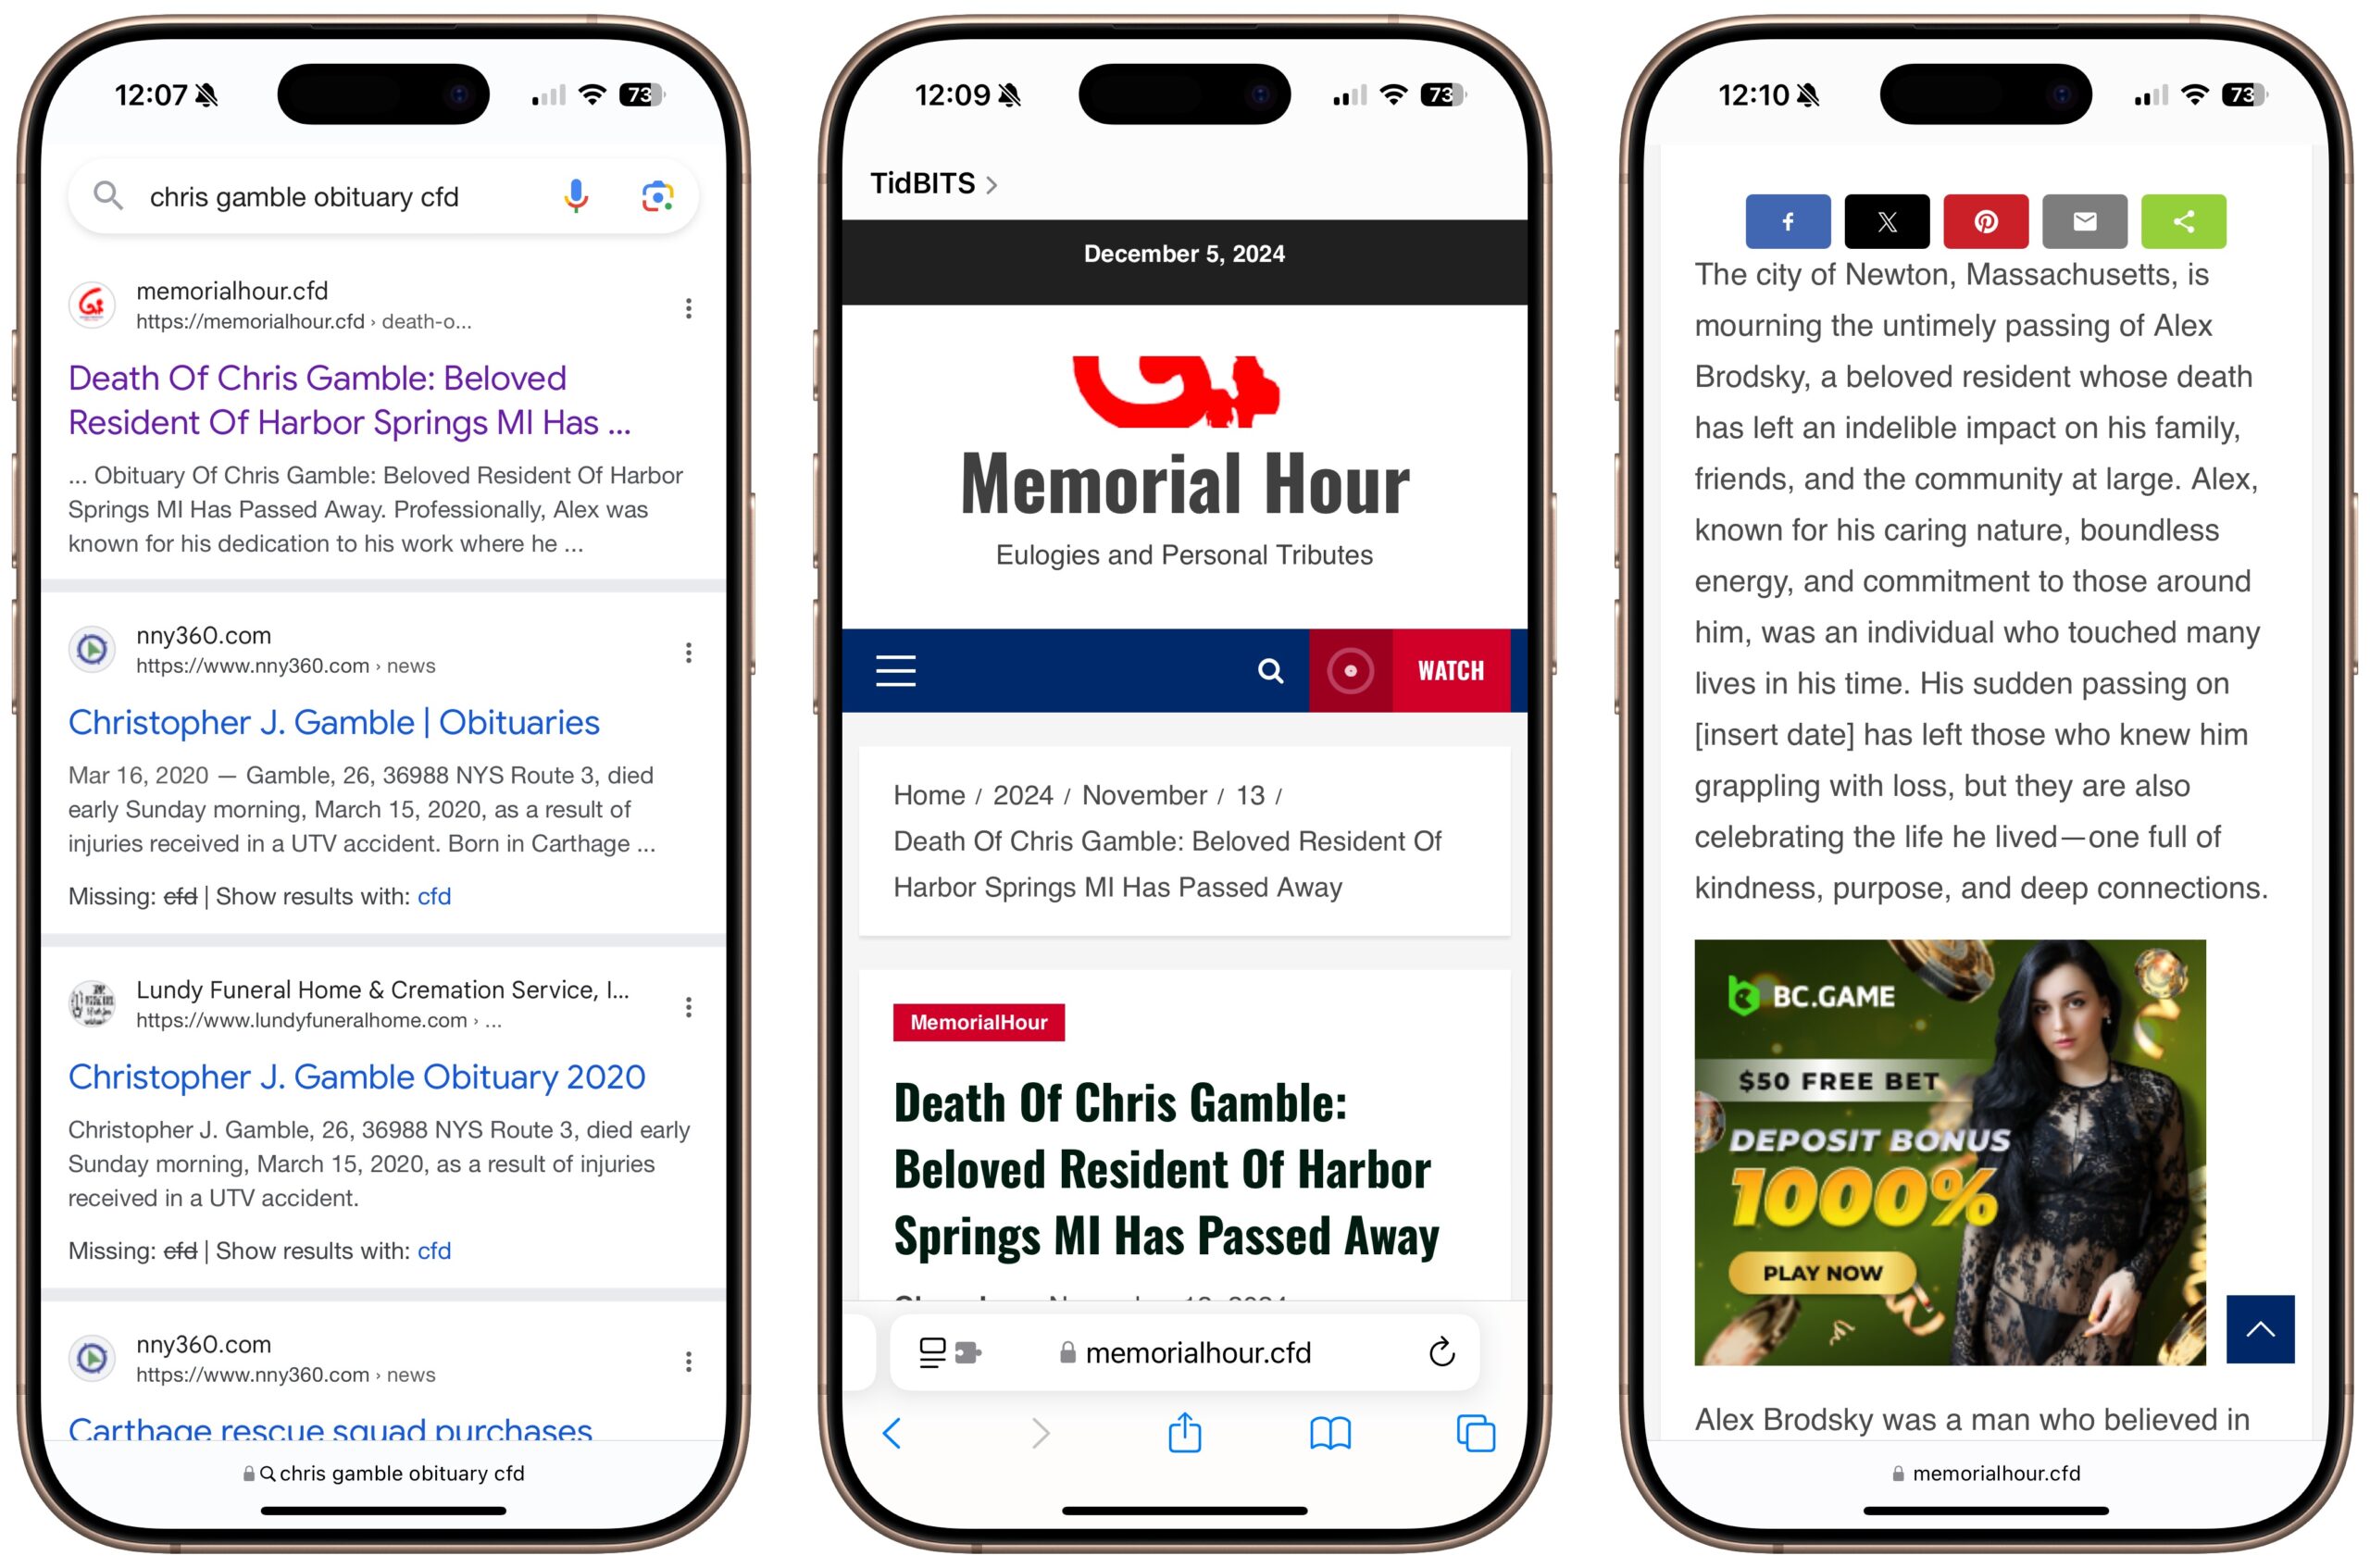 12:07
73
chris gamble obituary cfd
memorialhour.cfd
https://memorialhour.cfd › death-o...
Death Of Chris Gamble: Beloved
Resident Of Harbor Springs MI Has ...
... Obituary Of Chris Gamble: Beloved Resident Of Harbor
Springs MI Has Passed Away. Professionally, Alex was
known for his dedication to his work where he ...
nny360.com
https://www.nny360.com › news
Christopher J. Gamble | Obituaries
Mar 16, 2020 — Gamble, 26, 36988 NYS Route 3, died
early Sunday morning, March 15, 2020, as a result of
injuries received in a UTV accident. Born in Carthage ...
Missing: cfd | Show results with: cfd
Lundy Funeral Home & Cremation Service, I...
https://www.lundyfuneralhome.com › ...
Christopher J. Gamble Obituary 2020
Christopher J. Gamble, 26, 36988 NYS Route 3, died early
Sunday morning, March 15, 2020, as a result of injuries
received in a UTV accident.
Missing: cfd | Show results with: cfd
nny360.com
https://www.nny360.com › news
Carthage rescue squad purchases
chris gamble obituary cfd
12:09
73
TidBITS >
December 5, 2024
Memorial Hour
Eulogies and Personal Tributes
WATCH
Home / 2024 / November / 13 /
Death Of Chris Gamble: Beloved Resident Of
Harbor Springs MI Has Passed Away
MemorialHour
Death Of Chris Gamble:
Beloved Resident Of Harbor
Springs MI Has Passed Away
memorialhour.cfd
12:10
73
The city of Newton, Massachusetts, is
mourning the untimely passing of Alex
Brodsky, a beloved resident whose death
has left an indelible impact on his family,
friends, and the community at large. Alex,
known for his caring nature, boundless
energy, and commitment to those around
him, was an individual who touched many
lives in his time. His sudden passing on
[insert date] has left those who knew him
grappling with loss, but they are also
celebrating the life he lived—one full of
kindness, purpose, and deep connections.
BC.GAME
$50 FREE BET
DEPOSIT BONUS
1000%
PLAY NOW
Alex Brodsky was a man who believed in
memorialhour.cfd